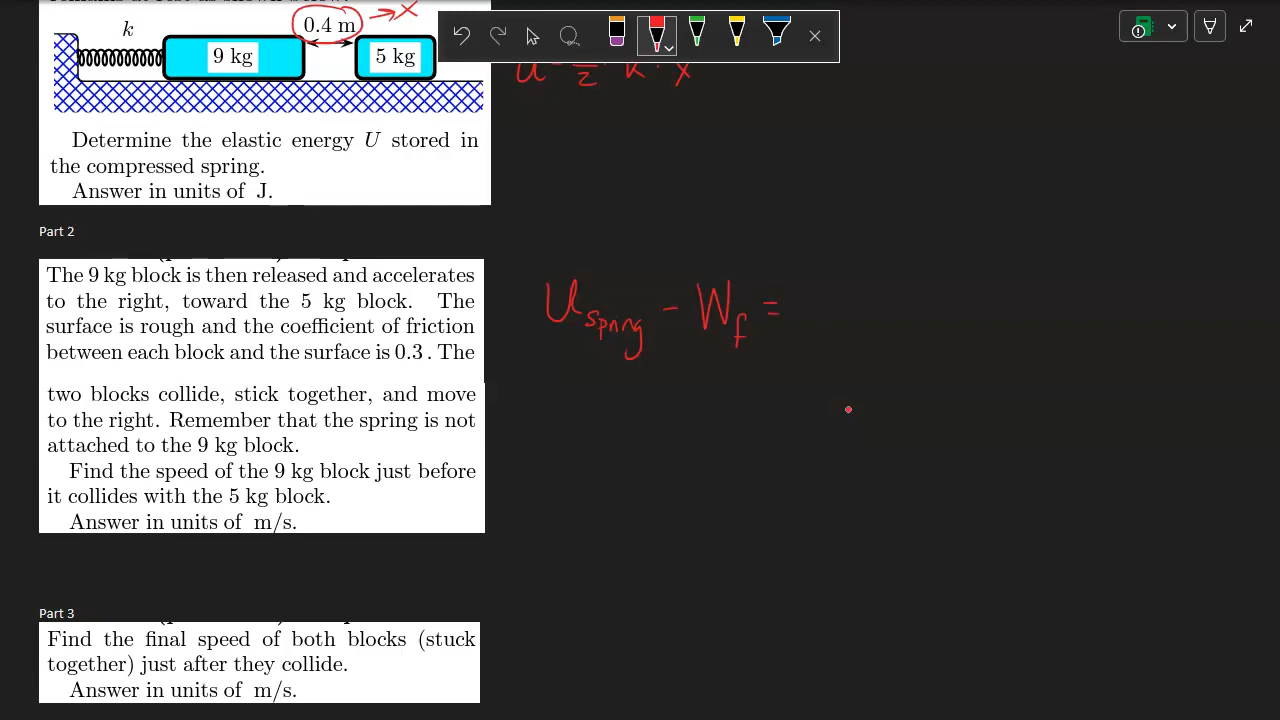 k
0.4 m → x
9 kg
5 kg
U = 1/2 k · x
Determine the elastic energy U stored in
the compressed spring.
Answer in units of J.
Part 2
The 9 kg block is then released and accelerates
to the right, toward the 5 kg block. The
surface is rough and the coefficient of friction
between each block and the surface is 0.3 . The
two blocks collide, stick together, and move
to the right. Remember that the spring is not
attached to the 9 kg block.
Find the speed of the 9 kg block just before
it collides with the 5 kg block.
Answer in units of m/s.
U spring - W f =
Part 3
Find the final speed of both blocks (stuck
together) just after they collide.
Answer in units of m/s.